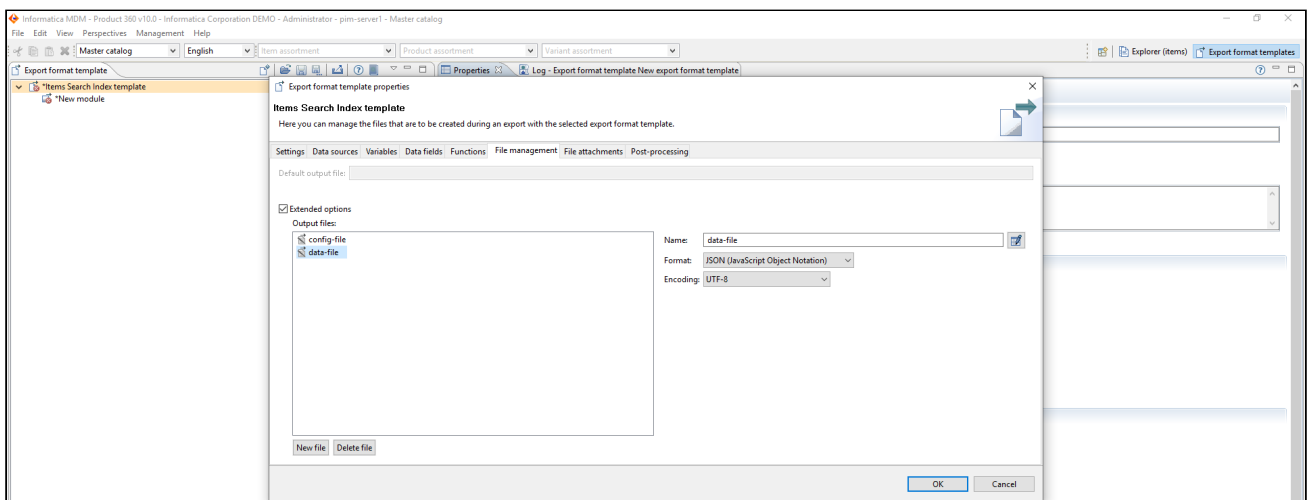 Informatica MDM - Product 360 v10.0 - Informatica Corporation DEMO - Administrator - pim-server1 - Master catalog
File Edit View Perspectives Management Help
Master catalog English Item assortment Product assortment Variant assortment Explorer (items) Export format templates
Export format template Properties Log - Export format template New export format template
*Items Search Index template
*New module
Export format template properties
Items Search Index template
Here you can manage the files that are to be created during an export with the selected export format template.
Settings Data sources Variables Data fields Functions File management File attachments Post-processing
Default output file:
Extended options
Output files:
config-file
data-file
Name: data-file
Format: JSON (JavaScript Object Notation)
Encoding: UTF-8
New file Delete file
OK Cancel